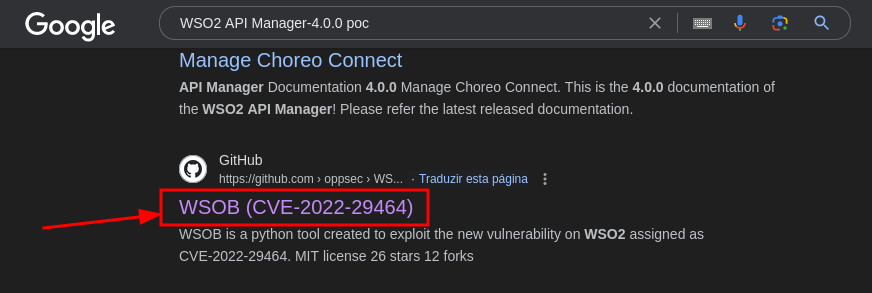 Google
WSO2 API Manager-4.0.0 poc
Manage Choreo Connect
API Manager Documentation 4.0.0 Manage Choreo Connect. This is the 4.0.0 documentation of
the WSO2 API Manager! Please refer the latest released documentation.
GitHub
https://github.com › oppsec › WS... · Traduzir esta página
WSOB (CVE-2022-29464)
WSOB is a python tool created to exploit the new vulnerability on WSO2 assigned as
CVE-2022-29464. MIT license 26 stars 12 forks